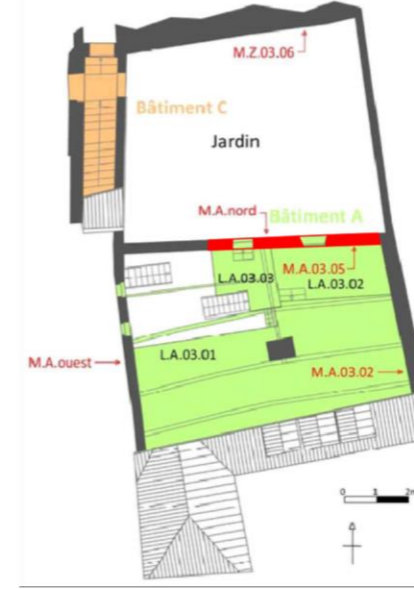 M.Z.03.06
Bâtiment C
Jardin
M.A.nord
Bâtiment A
L.A.03.03
M.A.03.05
L.A.03.02
L.A.03.01
M.A.ouest
M.A.03.02
0 1 2m